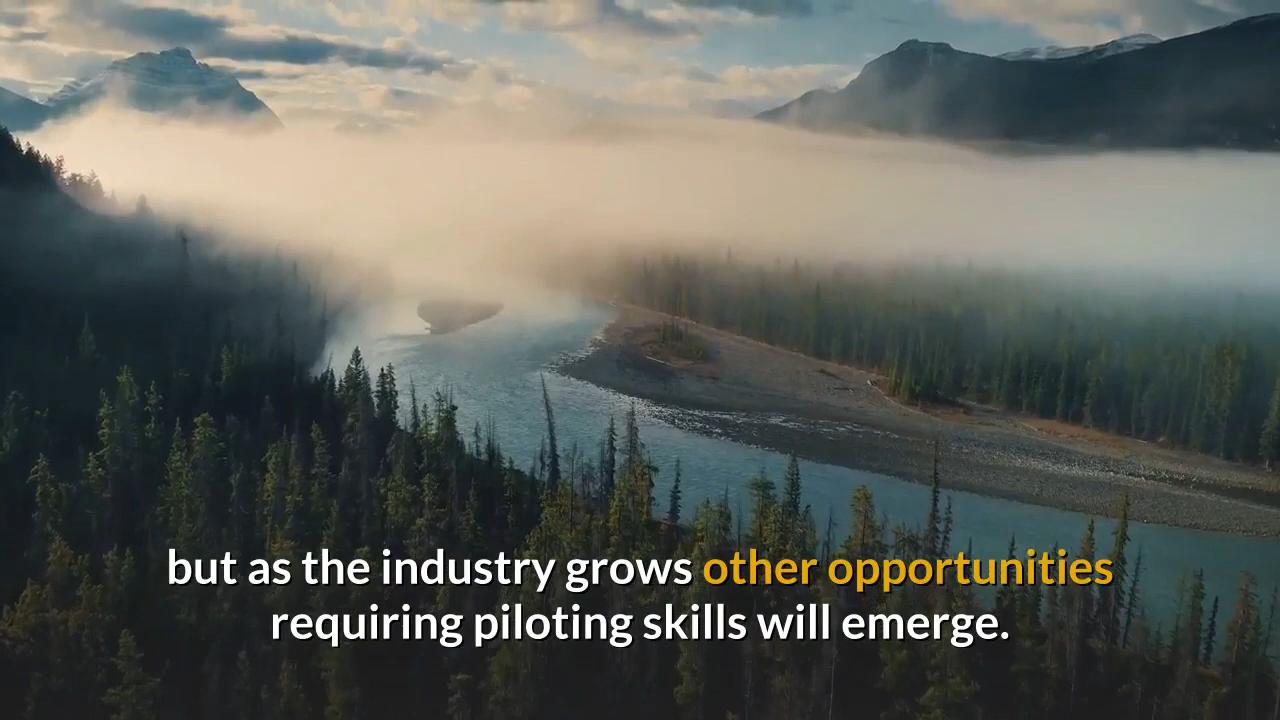 but as the industry grows other opportunities
requiring piloting skills will emerge.